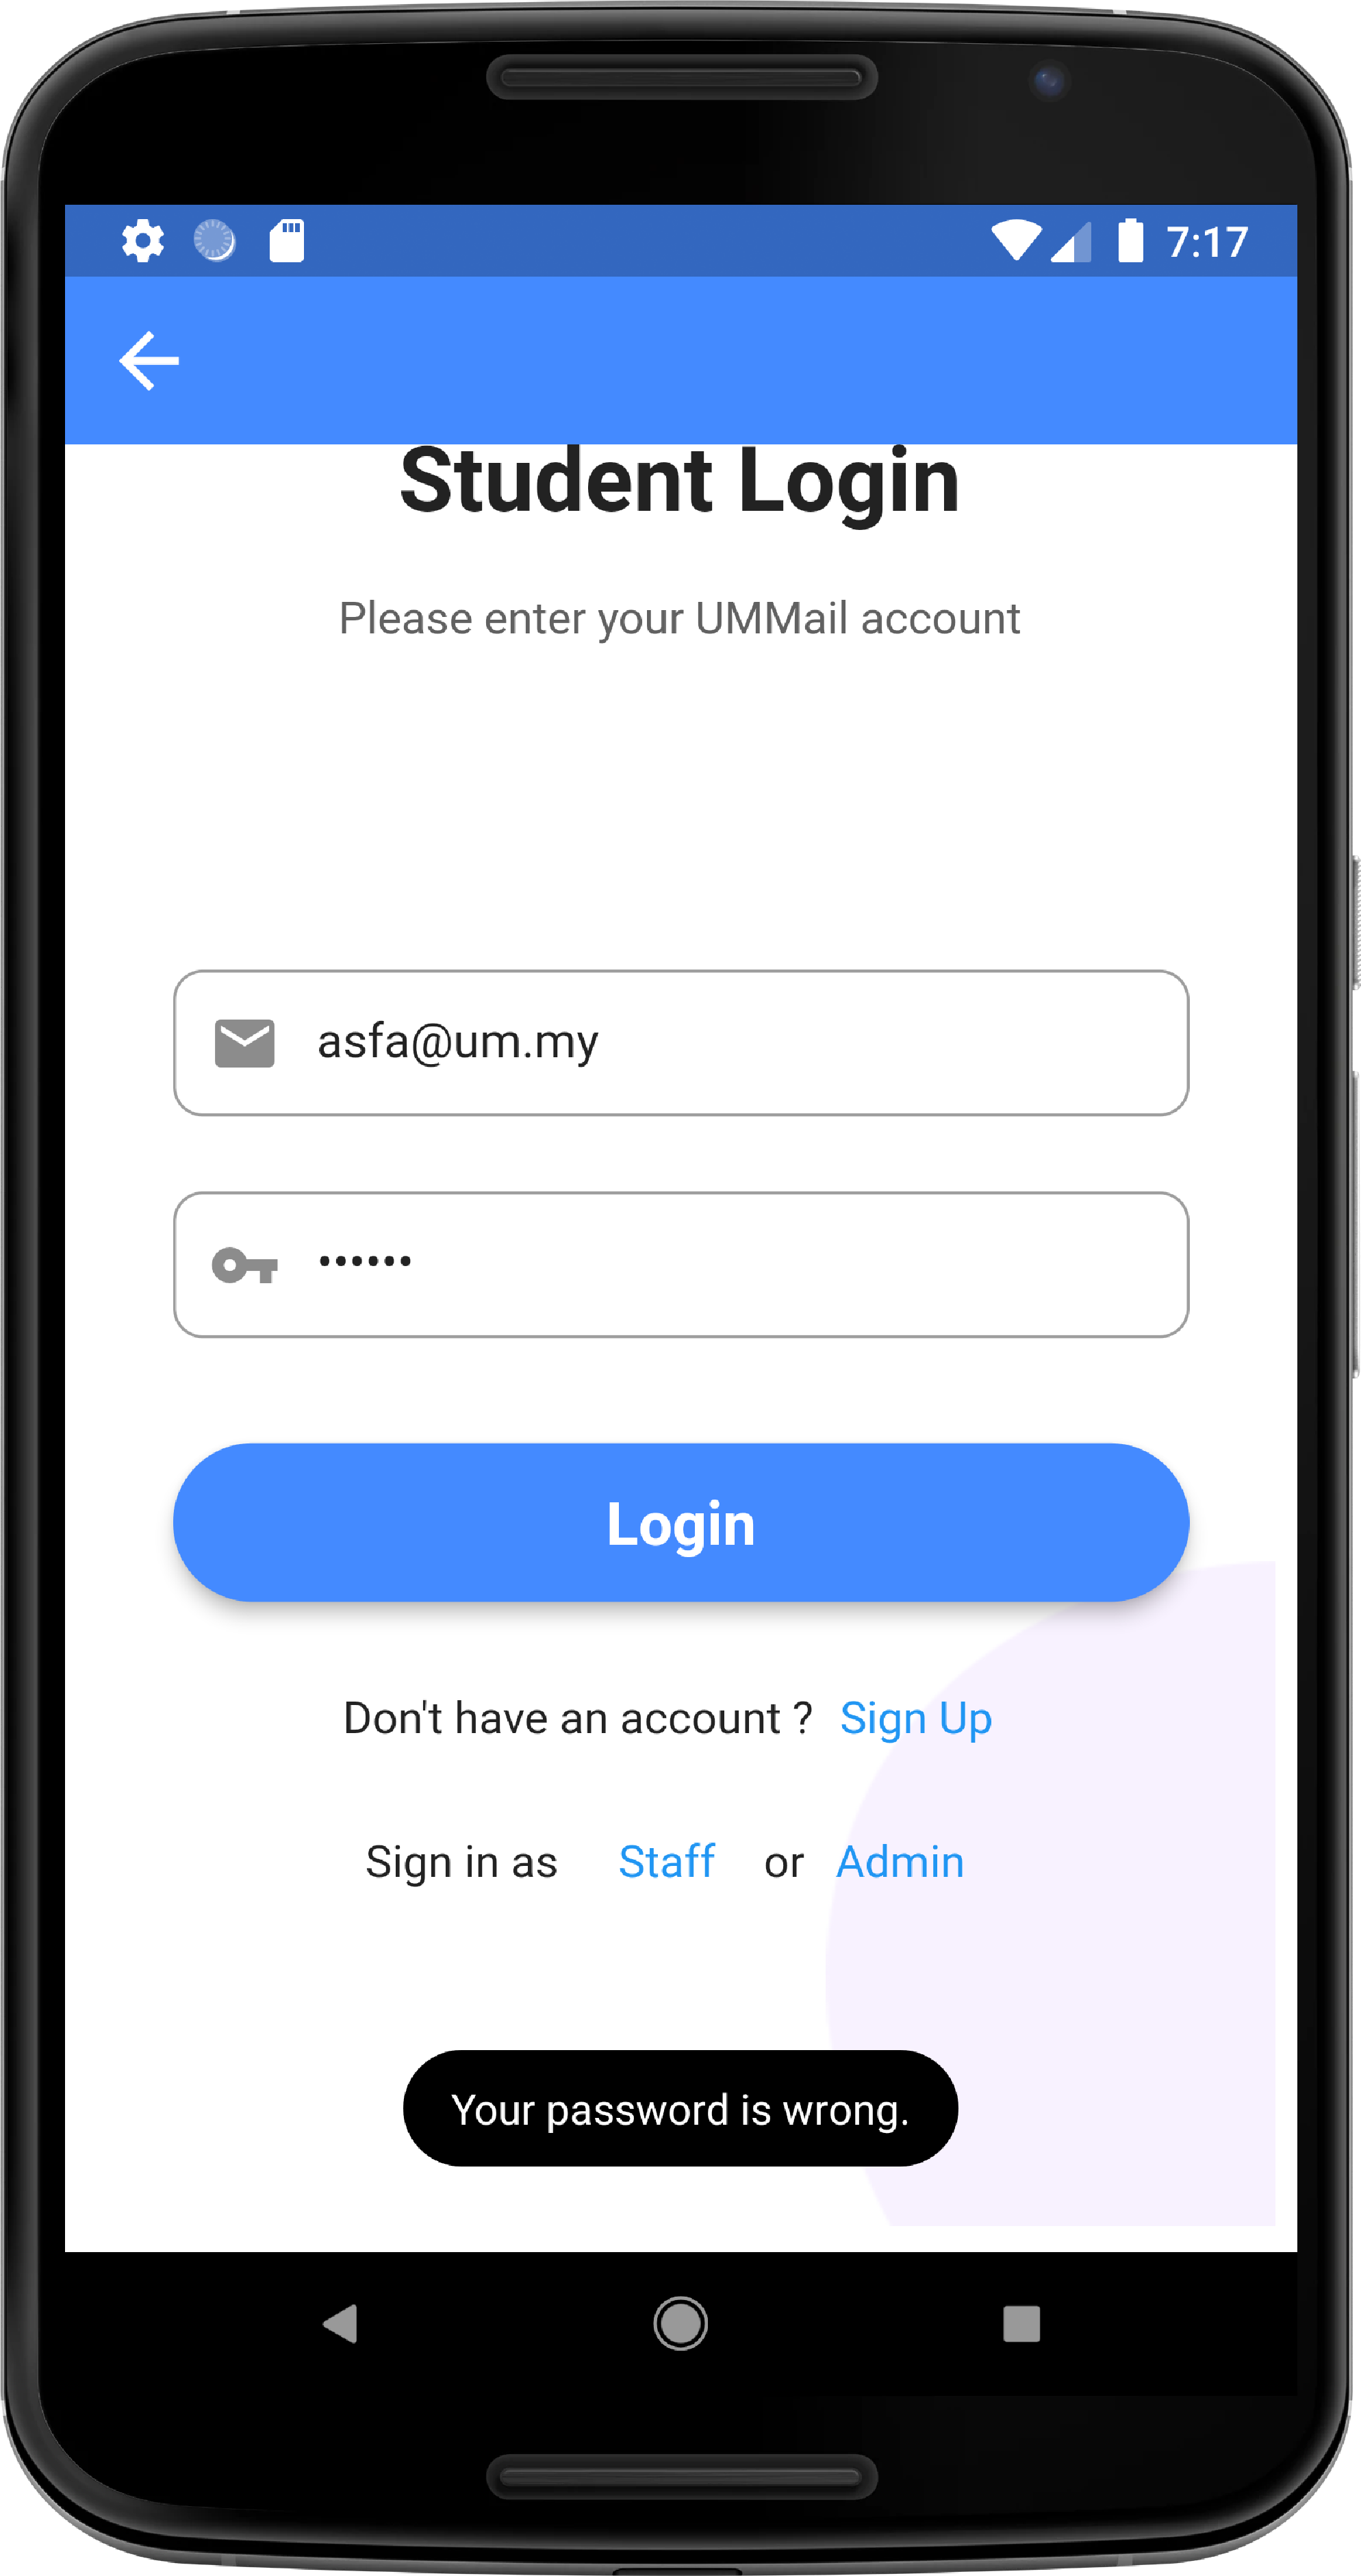 7:17
Student Login
Please enter your UMMail account
asfa@um.my
••••••
Login
Don't have an account ? Sign Up
Sign in as Staff or Admin
Your password is wrong.